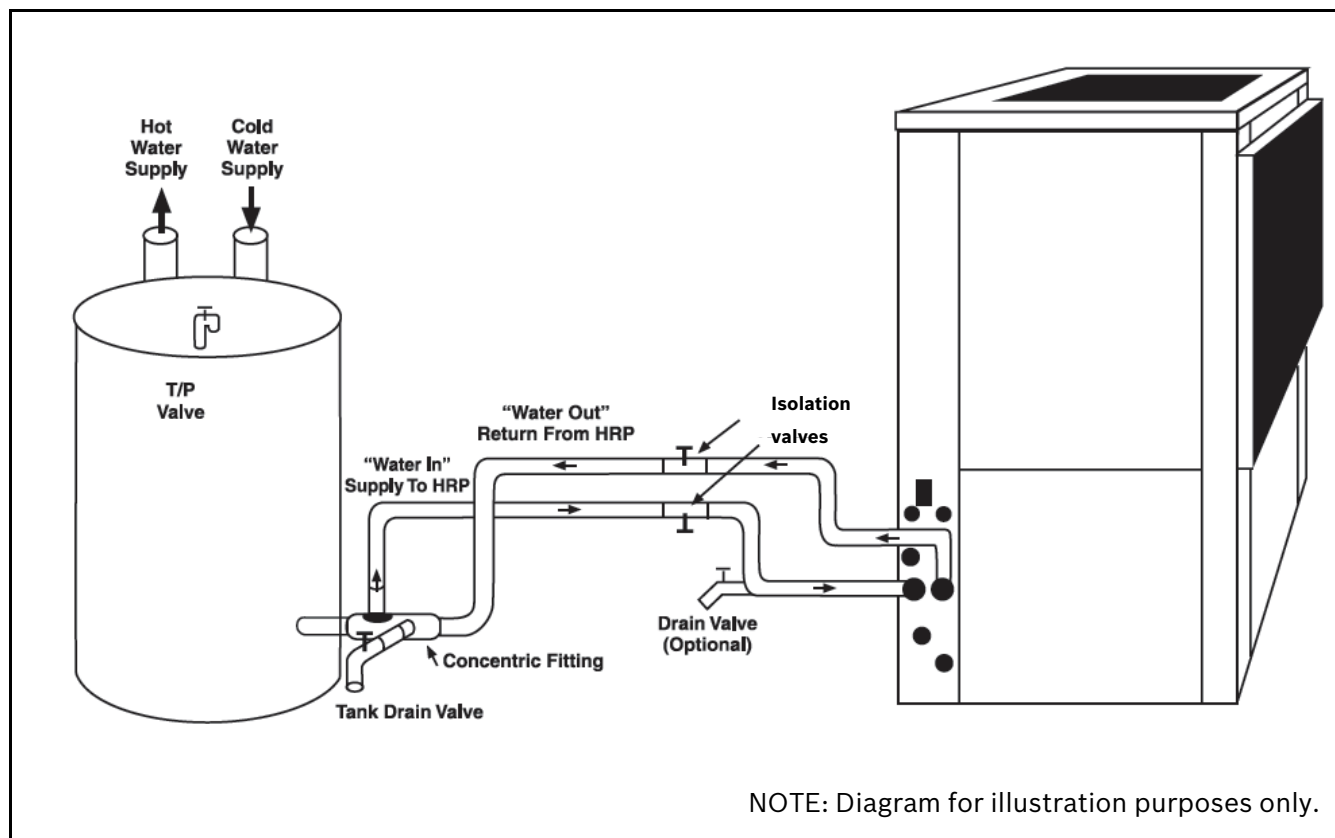 Hot
Water
Supply
Cold
Water
Supply
T/P
Valve
“Water Out”
Return From HRP
Isolation
valves
“Water In”
Supply To HRP
Drain Valve
(Optional)
Concentric Fitting
Tank Drain Valve
NOTE: Diagram for illustration purposes only.